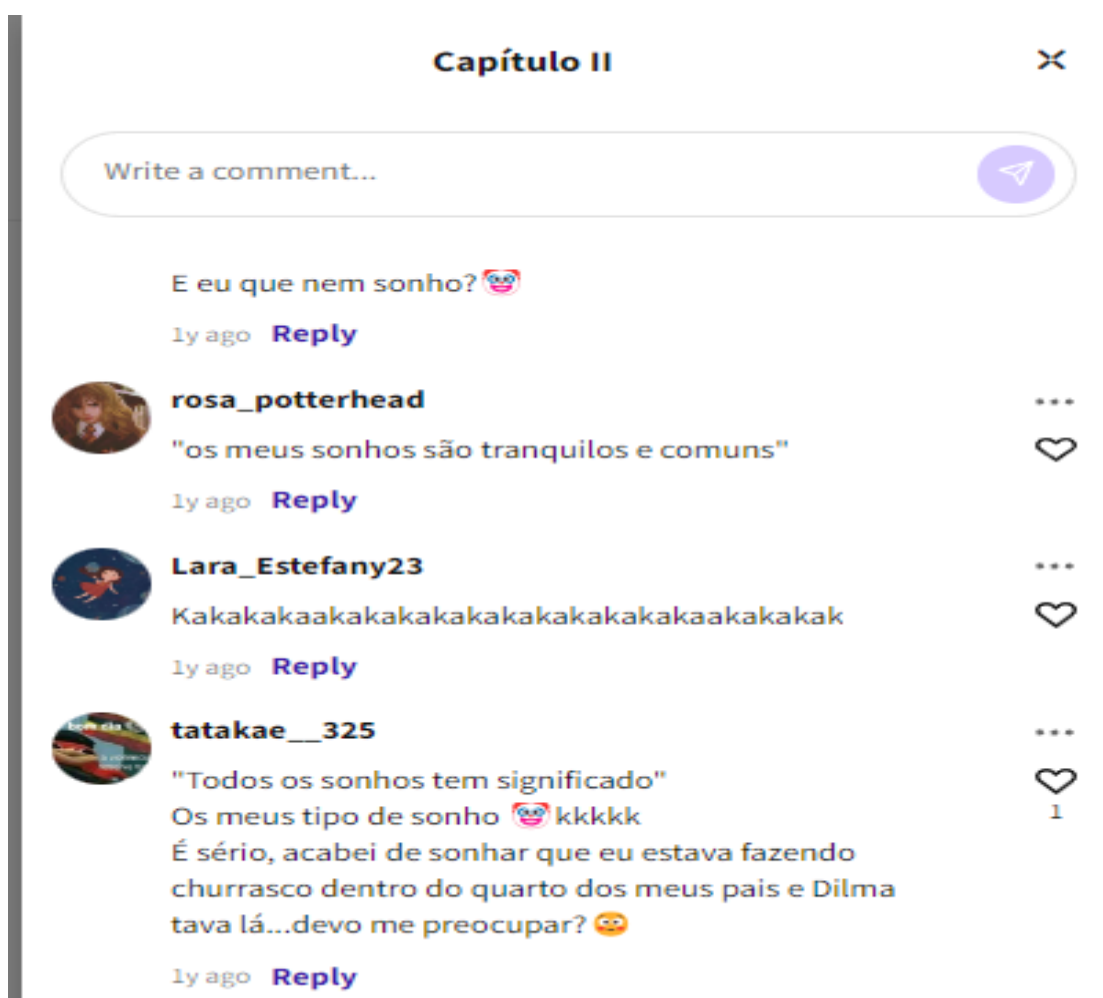 Capítulo II
Write a comment...
E eu que nem sonho?🤡
1y ago Reply
rosa_potterhead
"os meus sonhos são tranquilos e comuns"
1y ago Reply
Lara_Estefany23
Kakakakaakakakakakakakakakakaakakakak
1y ago Reply
tatakae__325
"Todos os sonhos tem significado"
Os meus tipo de sonho 🤡kkkkk
1
É sério, acabei de sonhar que eu estava fazendo
churrasco dentro do quarto dos meus pais e Dilma
tava lá...devo me preocupar?😳
1y ago Reply